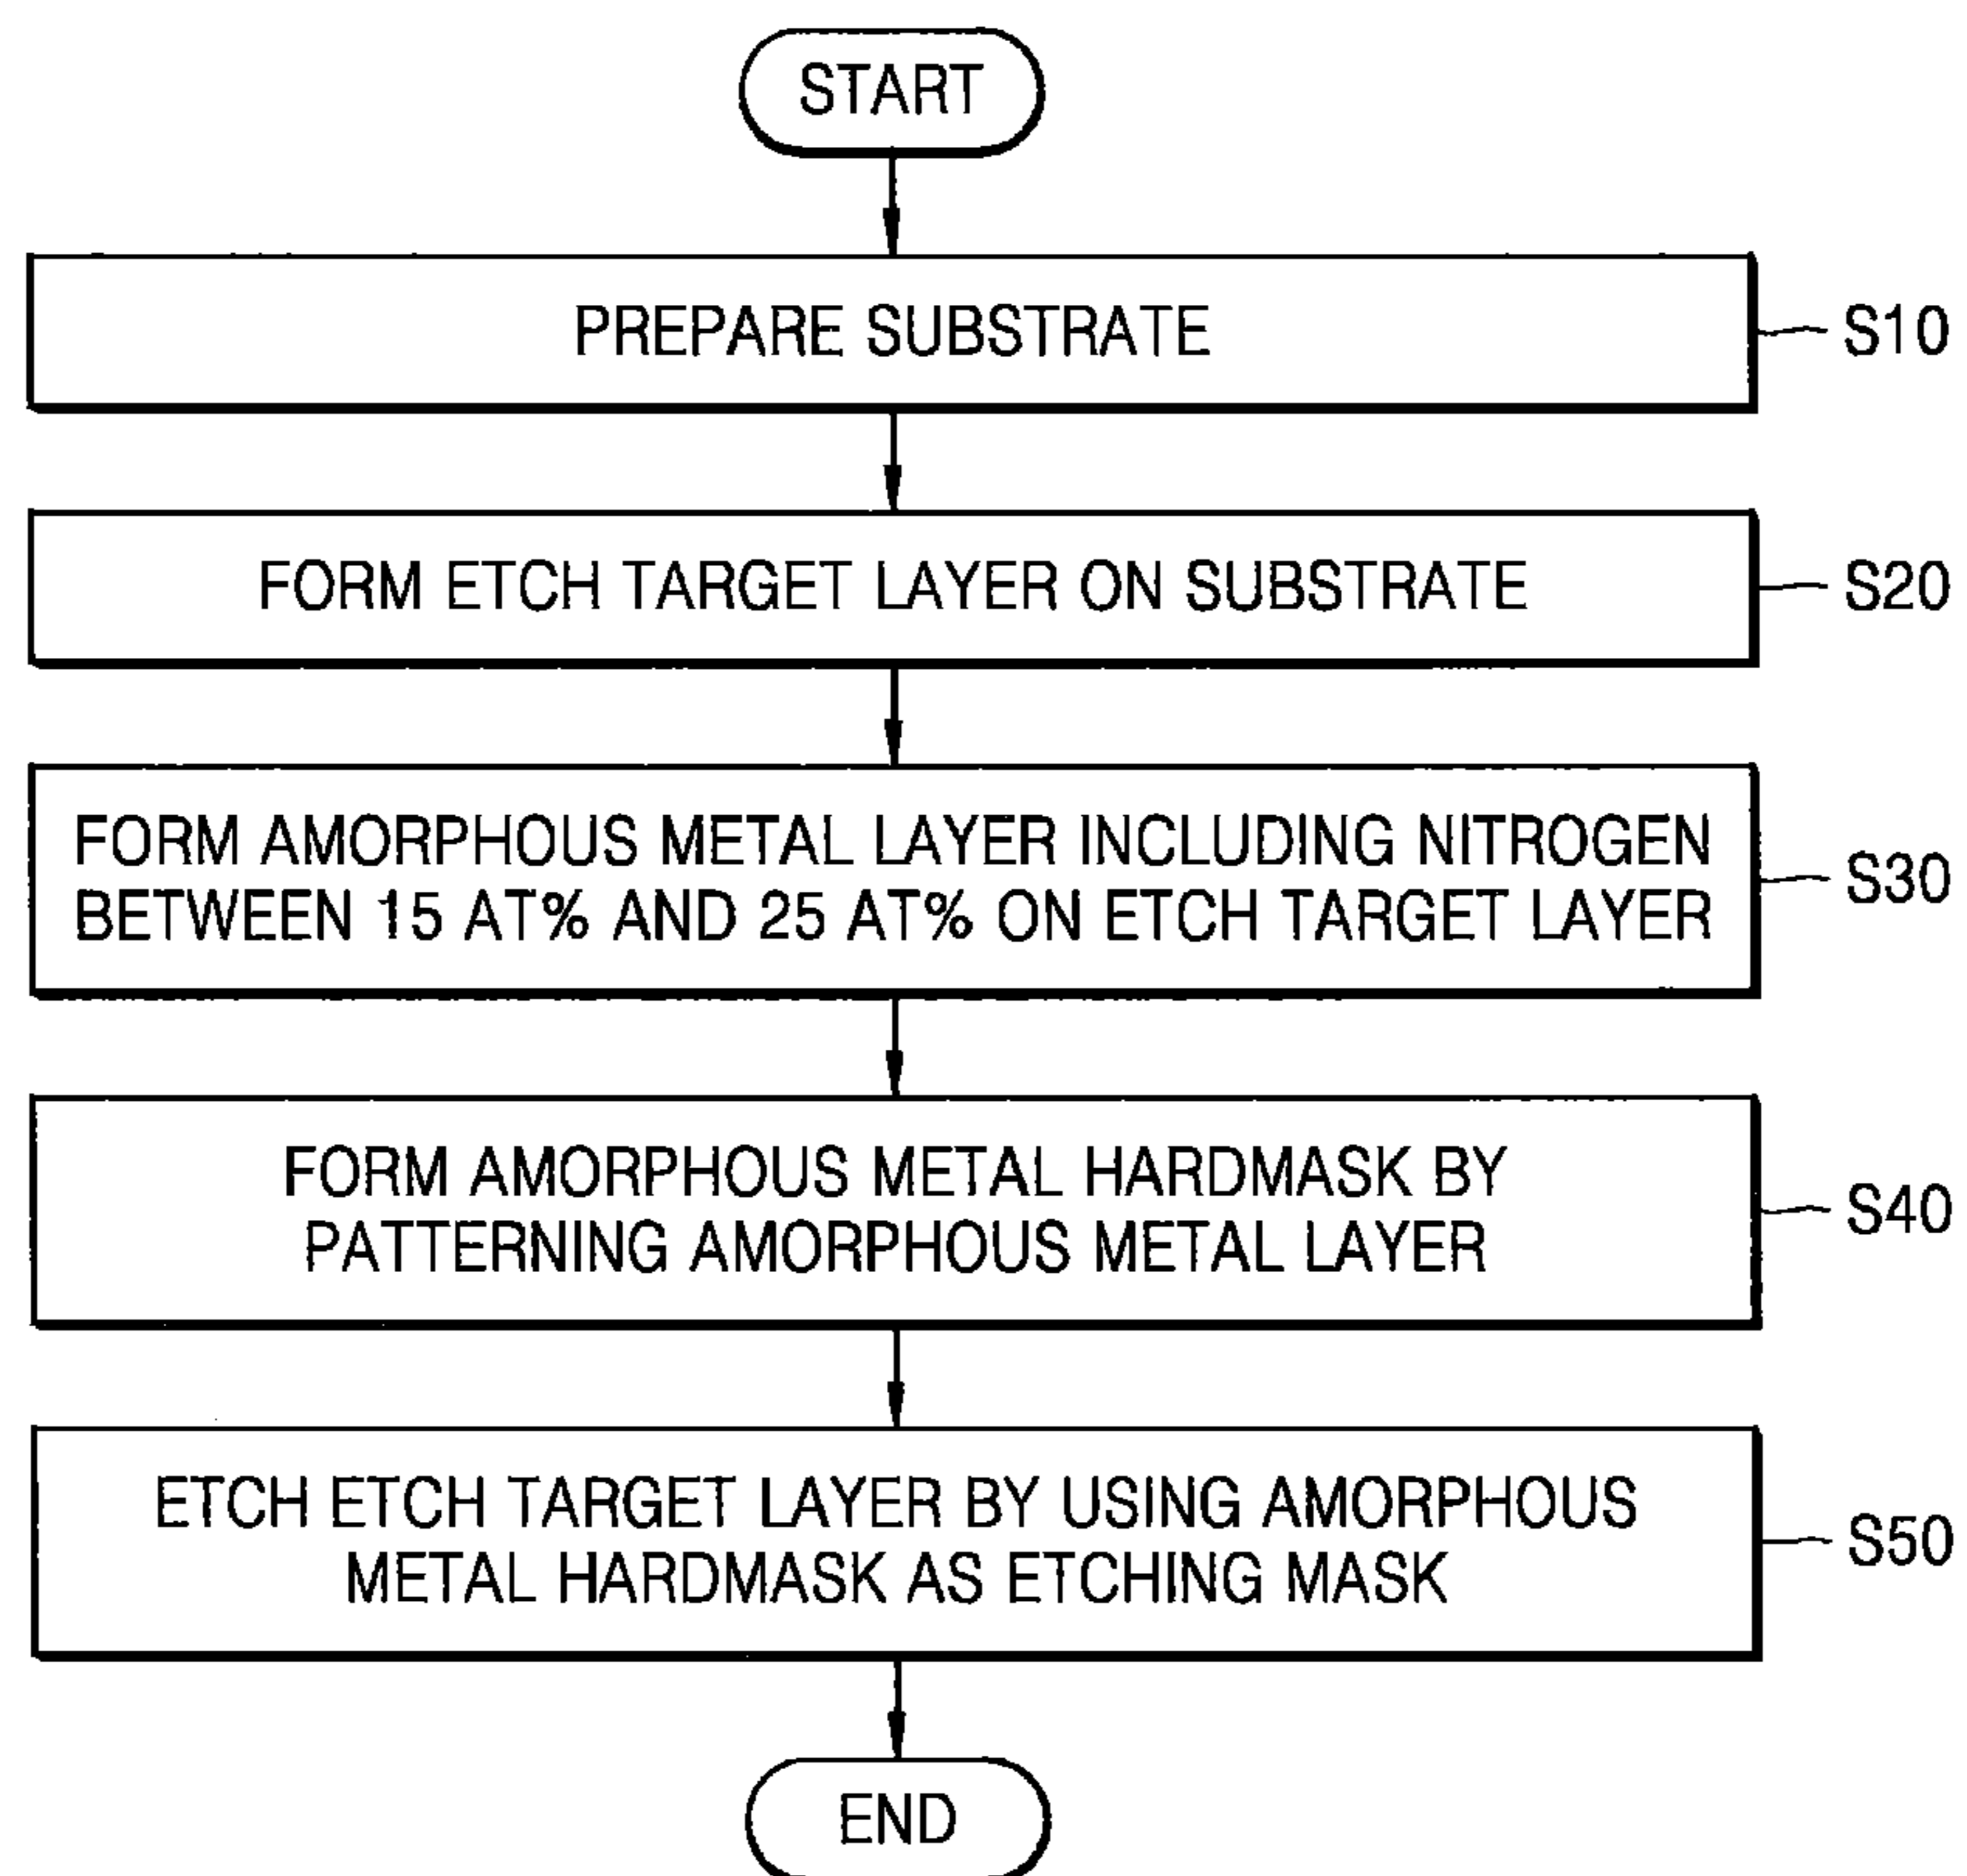 START
PREPARE SUBSTRATE
S10
FORM ETCH TARGET LAYER ON SUBSTRATE
S20
FORM AMORPHOUS METAL LAYER INCLUDING NITROGEN
BETWEEN 15 AT% AND 25 AT% ON ETCH TARGET LAYER
S30
FORM AMORPHOUS METAL HARDMASK BY
PATTERNING AMORPHOUS METAL LAYER
S40
ETCH ETCH TARGET LAYER BY USING AMORPHOUS
METAL HARDMASK AS ETCHING MASK
S50
END